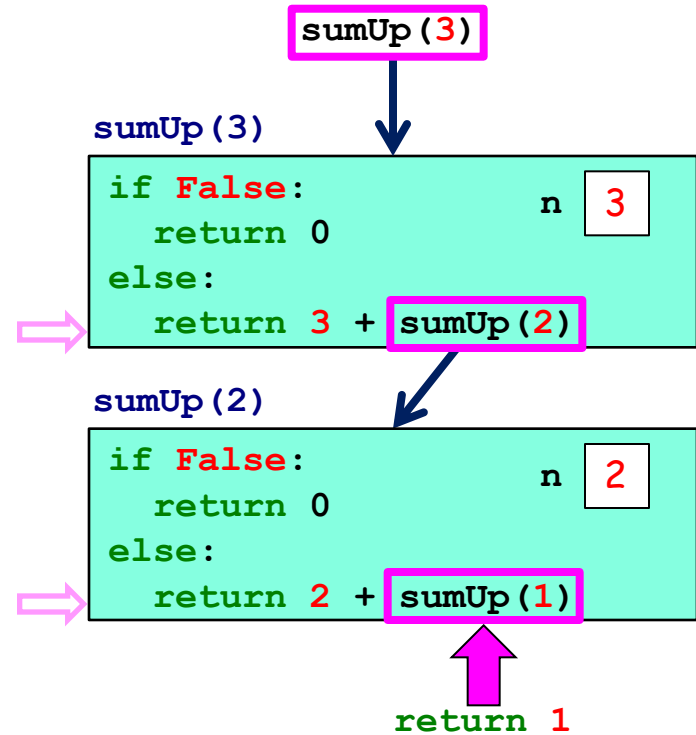 sumUp(3)
sumUp(3)
if False:
n 3
return 0
else:
return 3 + sumUp(2)
sumUp(2)
if False:
n 2
return 0
else:
return 2 + sumUp(1)
return 1